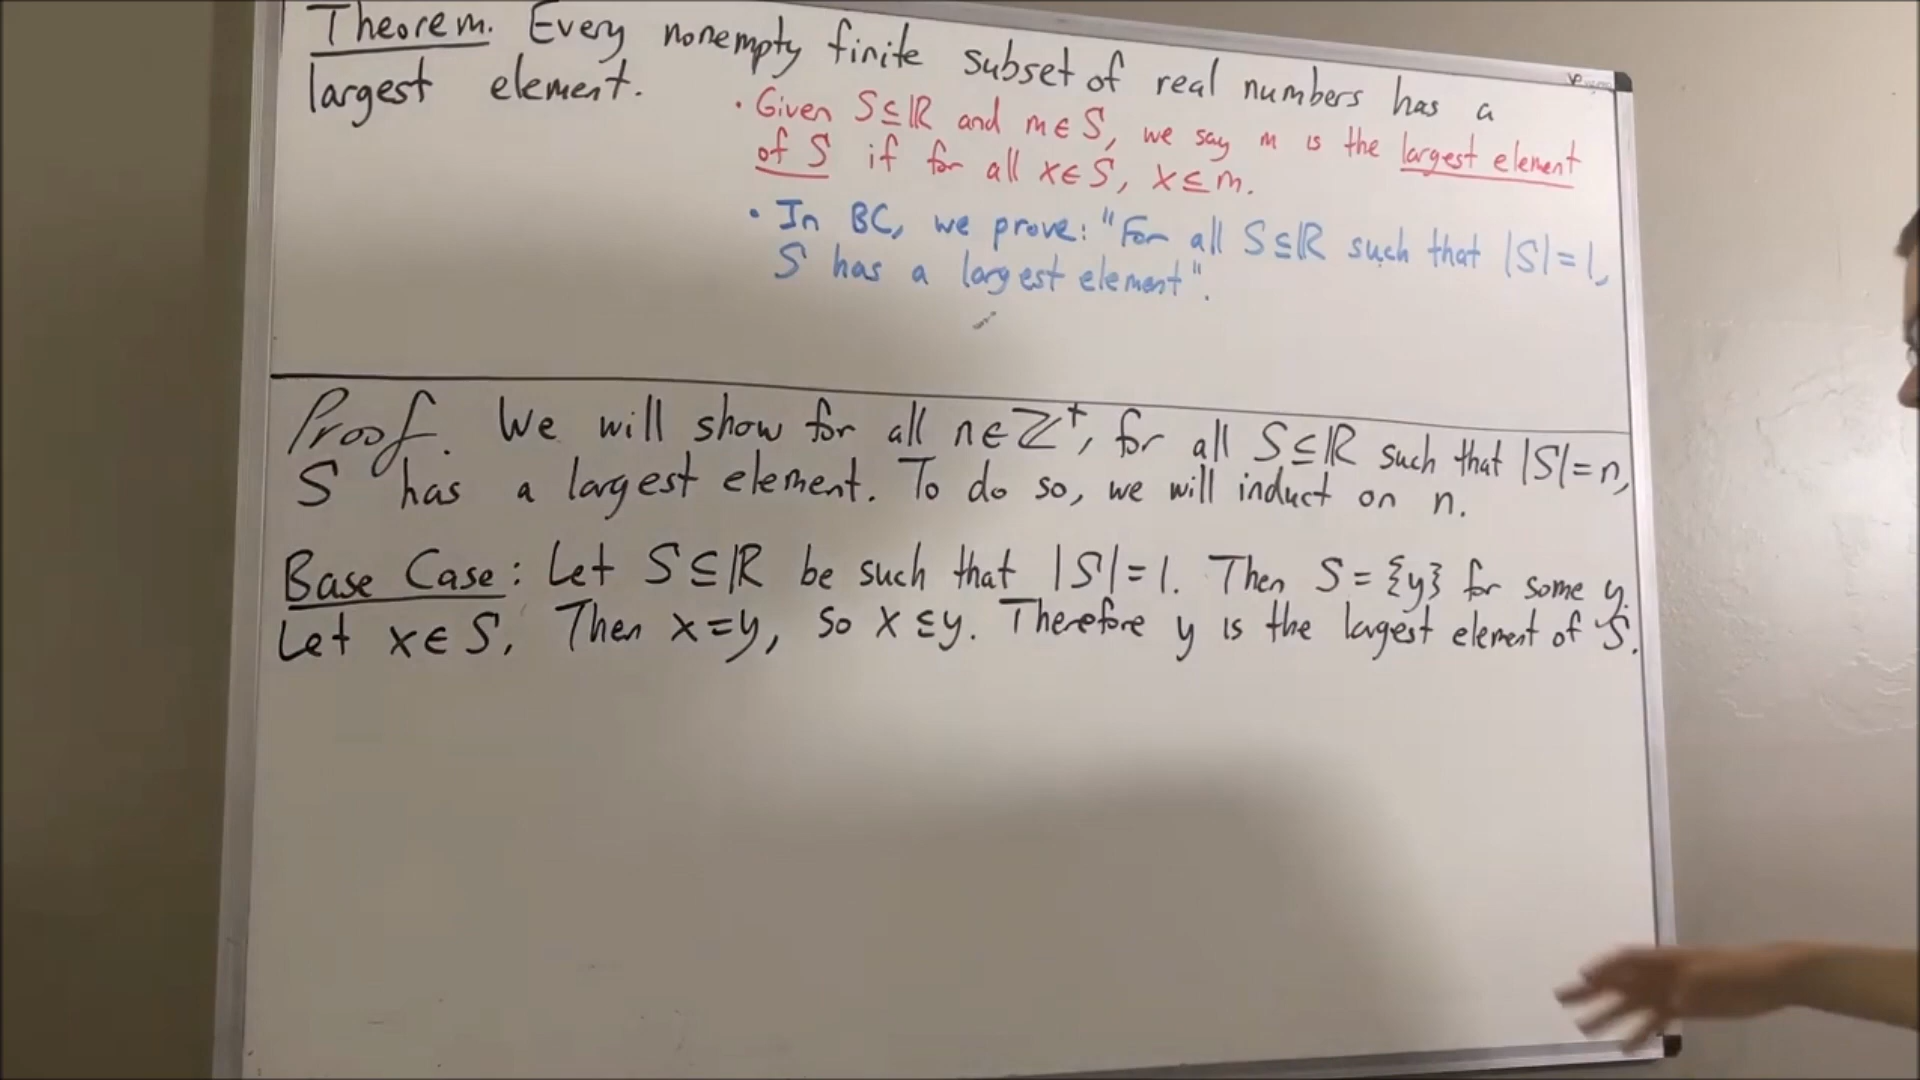 Theorem. Every nonempty finite subset of real numbers has a
largest element.
• Given S⊆ℝ and m∈S, we say m is the largest element
of S if for all x∈S, x≤m.
• In BC, we prove: "For all S⊆ℝ such that |S|=1,
S has a largest element".
Proof. We will show for all n∈ℤ⁺, for all S⊆ℝ such that |S|=n,
S has a largest element. To do so, we will induct on n.
Base Case: Let S⊆ℝ be such that |S|=1. Then S={y} for some y.
Let x∈S. Then x=y, so x≤y. Therefore y is the largest element of S.